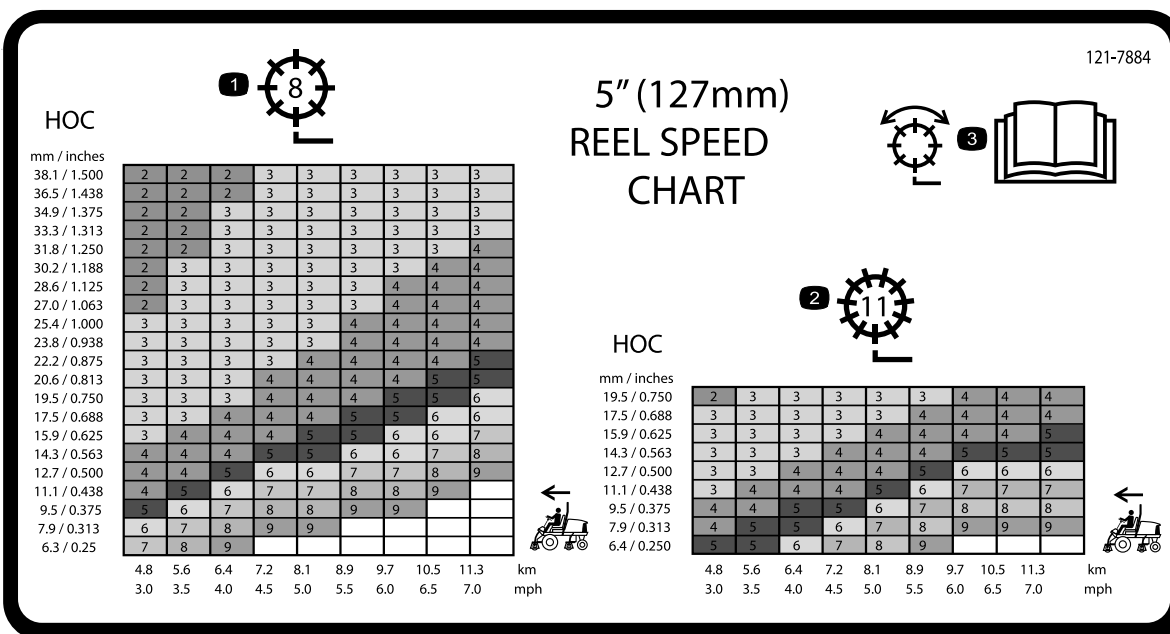 121-7884
5" (127mm)
REEL SPEED
CHART
1
8
3
HOC
mm / inches
38.1 / 1.500 2 2 2 3 3 3 3 3 3
36.5 / 1.438 2 2 2 3 3 3 3 3 3
34.9 / 1.375 2 2 3 3 3 3 3 3 3
33.3 / 1.313 2 2 3 3 3 3 3 3 3
31.8 / 1.250 2 2 3 3 3 3 3 3 4
30.2 / 1.188 2 3 3 3 3 3 3 4 4
28.6 / 1.125 2 3 3 3 3 3 4 4 4
27.0 / 1.063 2 3 3 3 3 3 4 4 4
25.4 / 1.000 3 3 3 3 3 4 4 4 4
23.8 / 0.938 3 3 3 3 3 4 4 4 4
22.2 / 0.875 3 3 3 3 4 4 4 4 5
20.6 / 0.813 3 3 3 4 4 4 4 5 5
19.5 / 0.750 3 3 3 4 4 4 5 5 6
17.5 / 0.688 3 3 4 4 4 5 5 6 6
15.9 / 0.625 3 4 4 4 5 5 6 6 7
14.3 / 0.563 4 4 4 5 5 6 6 7 8
12.7 / 0.500 4 4 5 6 6 7 7 8 9
11.1 / 0.438 4 5 6 7 7 8 8 9
9.5 / 0.375 5 6 7 8 8 9 9
7.9 / 0.313 6 7 8 9 9
6.3 / 0.25 7 8 9
4.8 5.6 6.4 7.2 8.1 8.9 9.7 10.5 11.3 km
3.0 3.5 4.0 4.5 5.0 5.5 6.0 6.5 7.0 mph
2
11
HOC
mm / inches
19.5 / 0.750 2 3 3 3 3 3 4 4 4
17.5 / 0.688 3 3 3 3 3 4 4 4 4
15.9 / 0.625 3 3 3 3 4 4 4 4 5
14.3 / 0.563 3 3 3 4 4 4 5 5 5
12.7 / 0.500 3 3 4 4 4 5 6 6 6
11.1 / 0.438 3 4 4 4 5 6 7 7 7
9.5 / 0.375 4 4 5 5 6 7 8 8 8
7.9 / 0.313 4 5 5 6 7 8 9 9 9
6.4 / 0.250 5 5 6 7 8 9
4.8 5.6 6.4 7.2 8.1 8.9 9.7 10.5 11.3 km
3.0 3.5 4.0 4.5 5.0 5.5 6.0 6.5 7.0 mph